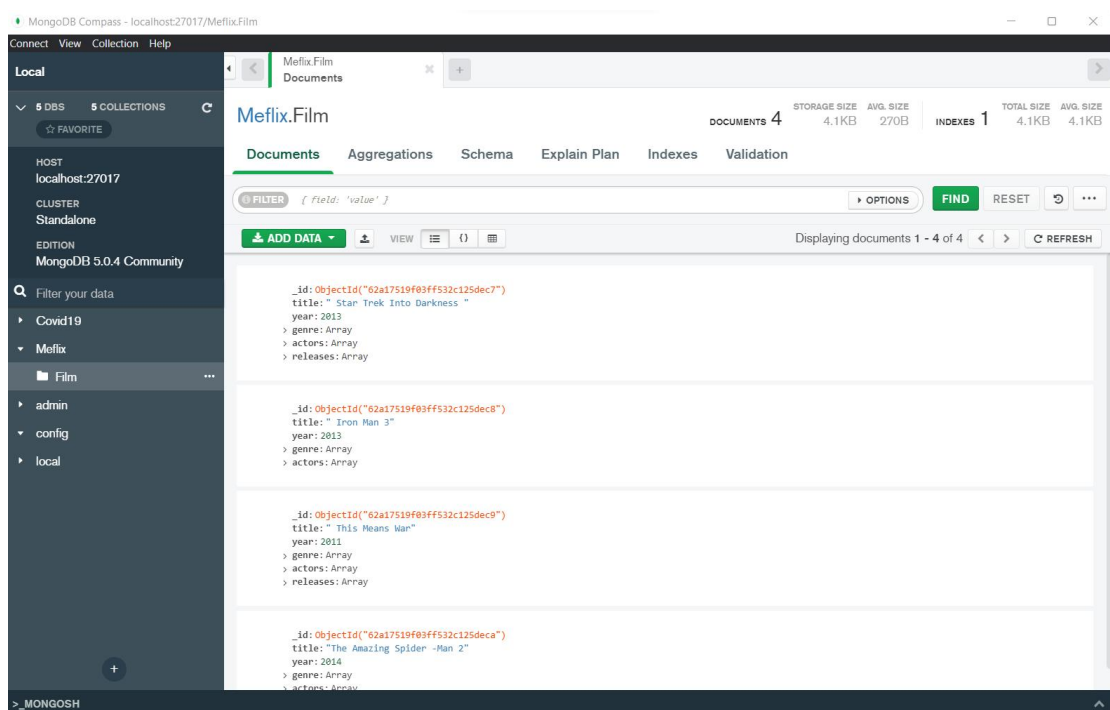 MongoDB Compass - localhost:27017/Meflix.Film
Connect View Collection Help
Local
5 DBS 5 COLLECTIONS
☆ FAVORITE
HOST
localhost:27017
CLUSTER
Standalone
EDITION
MongoDB 5.0.4 Community
Filter your data
Covid19
Meflix
Film
admin
config
local
>_MONGOSH
Meflix.Film
Documents
Meflix.Film
DOCUMENTS 4 STORAGE SIZE 4.1KB AVG. SIZE 270B INDEXES 1 TOTAL SIZE 4.1KB AVG. SIZE 4.1KB
Documents Aggregations Schema Explain Plan Indexes Validation
FILTER { field: 'value' } OPTIONS FIND RESET
ADD DATA VIEW {} Displaying documents 1 - 4 of 4 REFRESH
_id: ObjectId("62a17519f03ff532c125dec7")
title: " Star Trek Into Darkness "
year: 2013
> genre: Array
> actors: Array
> releases: Array
_id: ObjectId("62a17519f03ff532c125dec8")
title: " Iron Man 3"
year: 2013
> genre: Array
> actors: Array
_id: ObjectId("62a17519f03ff532c125dec9")
title: " This Means War"
year: 2011
> genre: Array
> actors: Array
> releases: Array
_id: ObjectId("62a17519f03ff532c125deca")
title: "The Amazing Spider -Man 2"
year: 2014
> genre: Array
> actors: Array